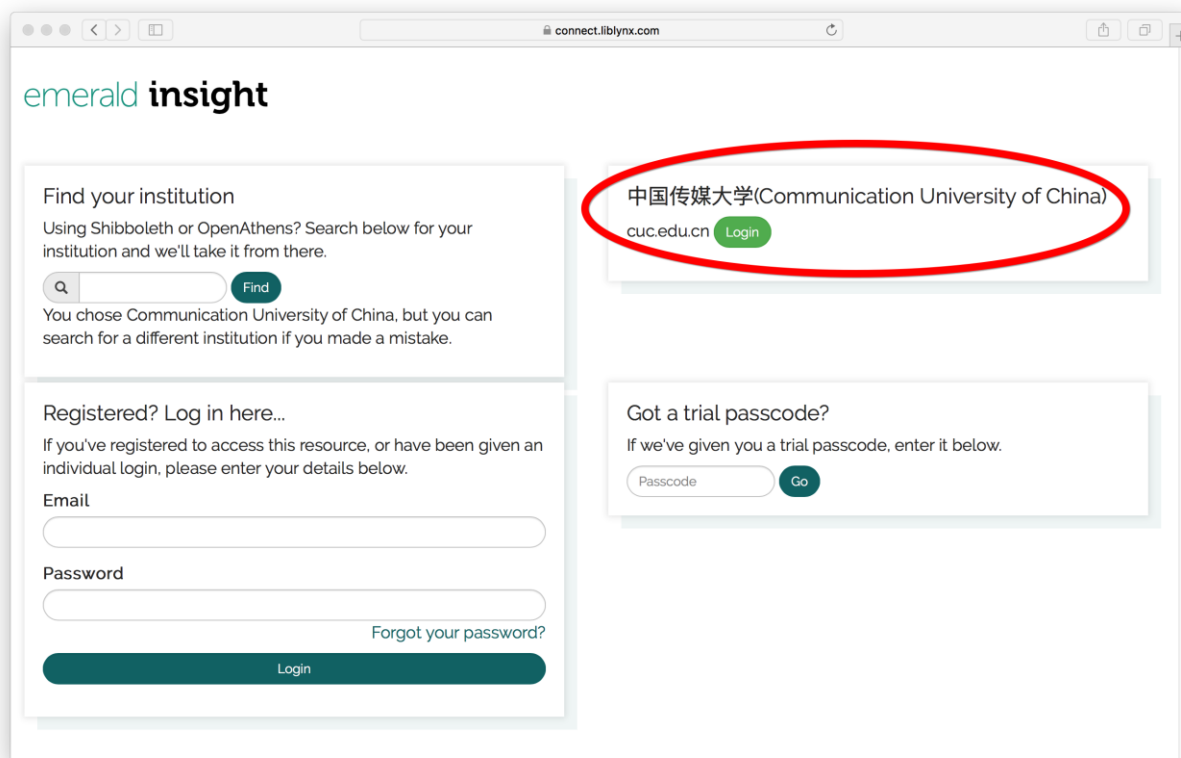 connect.liblynx.com
emerald insight
Find your institution
Using Shibboleth or OpenAthens? Search below for your
institution and we'll take it from there.
Find
You chose Communication University of China, but you can
search for a different institution if you made a mistake.
中国传媒大学(Communication University of China)
cuc.edu.cn Login
Registered? Log in here...
If you've registered to access this resource, or have been given an
individual login, please enter your details below.
Email
Password
Forgot your password?
Login
Got a trial passcode?
If we've given you a trial passcode, enter it below.
Passcode Go